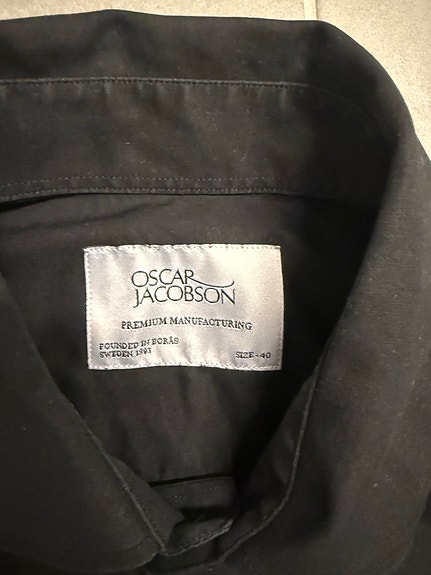 OSCAR
JACOBSON
PREMIUM MANUFACTURING
FOUNDED IN BORÅS
SWEDEN 1903
SIZE - 40